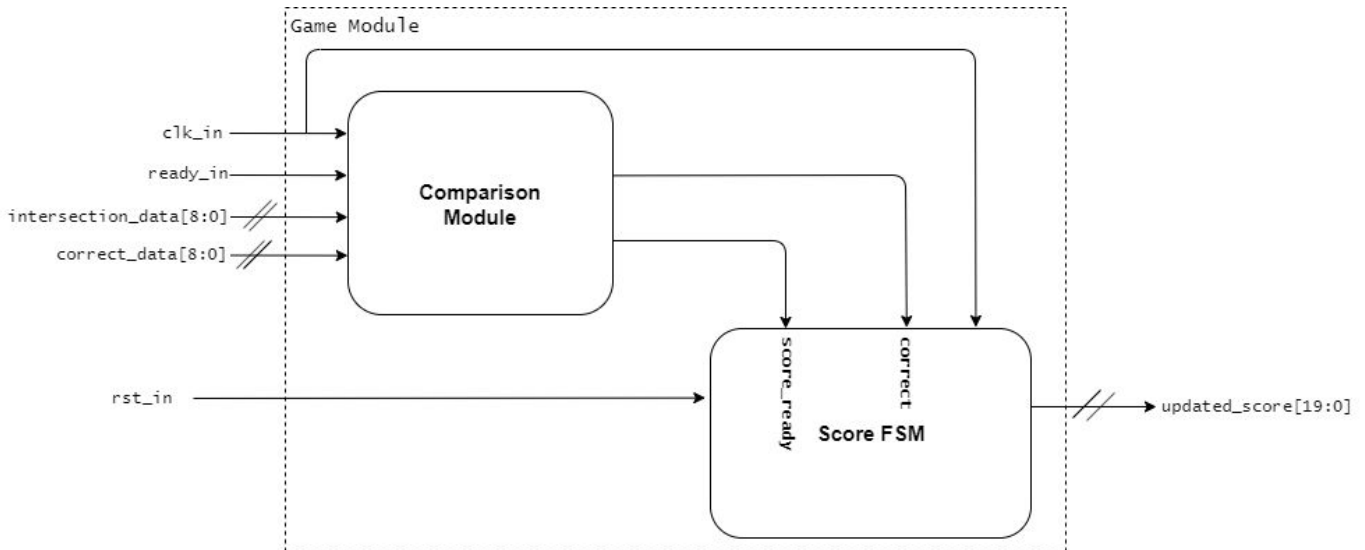 Game Module
clk_in
ready_in
intersection_data[8:0]
correct_data[8:0]
Comparison
Module
score_ready
correct
rst_in
Score FSM
updated_score[19:0]